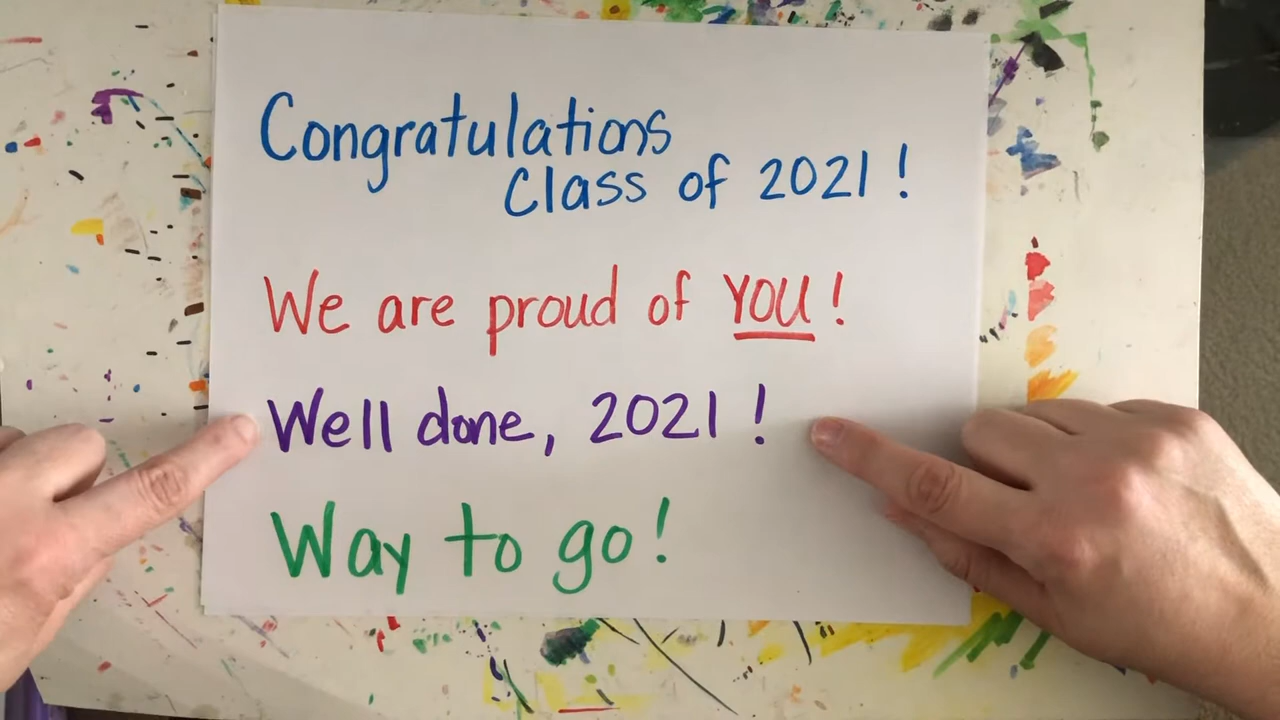 Congratulations
Class of 2021!
We are proud of YOU!
Well done, 2021!
Way to go!